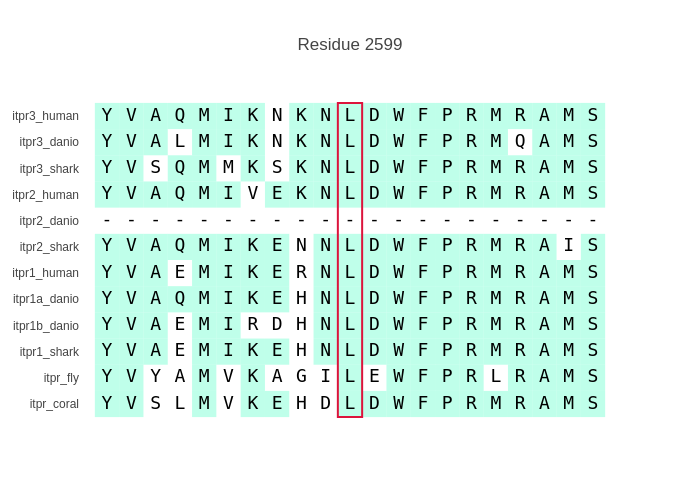 Residue 2599
itpr3_human Y V A Q M I K N K N L D W F P R M R A M S
itpr3_danio Y V A L M I K N K N L D W F P R M Q A M S
itpr3_shark Y V S Q M M K S K N L D W F P R M R A M S
itpr2_human Y V A Q M I V E K N L D W F P R M R A M S
itpr2_danio - - - - - - - - - - - - - - - - - - - - -
itpr2_shark Y V A Q M I K E N N L D W F P R M R A I S
itpr1_human Y V A E M I K E R N L D W F P R M R A M S
itpr1a_danio Y V A Q M I K E H N L D W F P R M R A M S
itpr1b_danio Y V A E M I R D H N L D W F P R M R A M S
itpr1_shark Y V A E M I K E H N L D W F P R M R A M S
itpr_fly Y V Y A M V K A G I L E W F P R L R A M S
itpr_coral Y V S L M V K E H D L D W F P R M R A M S